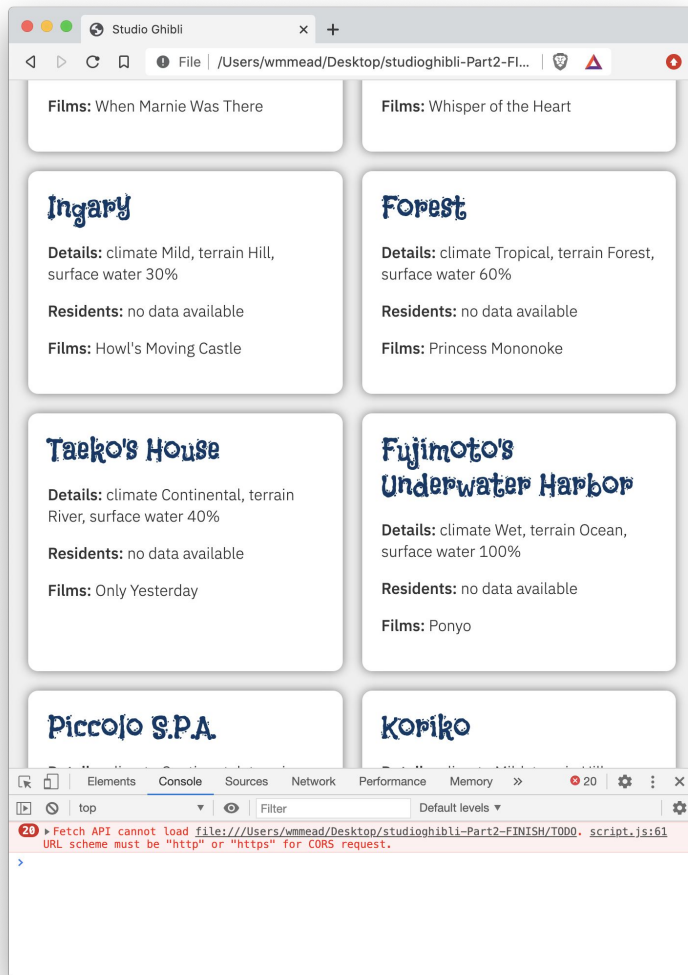 Studio Ghibli
File /Users/wmmead/Desktop/studioghibli-Part2-FI...
Films: When Marnie Was There
Films: Whisper of the Heart
Ingary
Details: climate Mild, terrain Hill,
surface water 30%
Residents: no data available
Films: Howl's Moving Castle
Forest
Details: climate Tropical, terrain Forest,
surface water 60%
Residents: no data available
Films: Princess Mononoke
Taeko's House
Details: climate Continental, terrain
River, surface water 40%
Residents: no data available
Films: Only Yesterday
Fujimoto's
Underwater Harbor
Details: climate Wet, terrain Ocean,
surface water 100%
Residents: no data available
Films: Ponyo
Piccolo S.P.A.
Koriko
Elements Console Sources Network Performance Memory » 20
top Filter Default levels ▼
20 Fetch API cannot load file:///Users/wmmead/Desktop/studioghibli-Part2-FINISH/TODO. script.js:61
URL scheme must be "http" or "https" for CORS request.